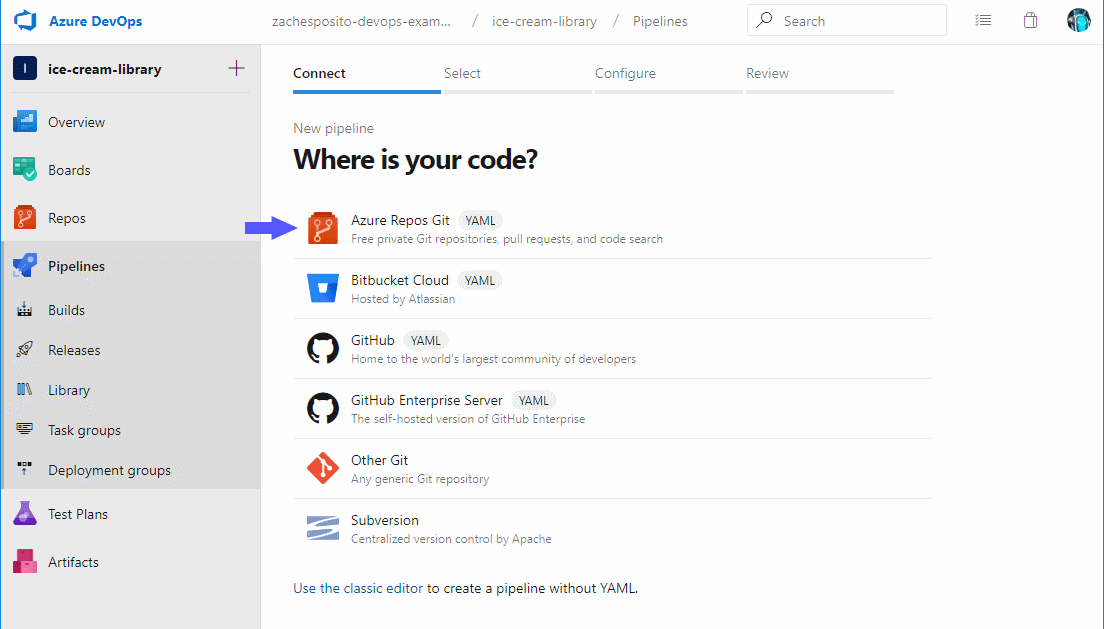 Azure DevOps
zachesposito-devops-exam... / ice-cream-library / Pipelines
Search
I ice-cream-library
Overview
Boards
Repos
Pipelines
Builds
Releases
Library
Task groups
Deployment groups
Test Plans
Artifacts
Connect Select Configure Review
New pipeline
Where is your code?
Azure Repos Git YAML
Free private Git repositories, pull requests, and code search
Bitbucket Cloud YAML
Hosted by Atlassian
GitHub YAML
Home to the world's largest community of developers
GitHub Enterprise Server YAML
The self-hosted version of GitHub Enterprise
Other Git
Any generic Git repository
Subversion
Centralized version control by Apache
Use the classic editor to create a pipeline without YAML.